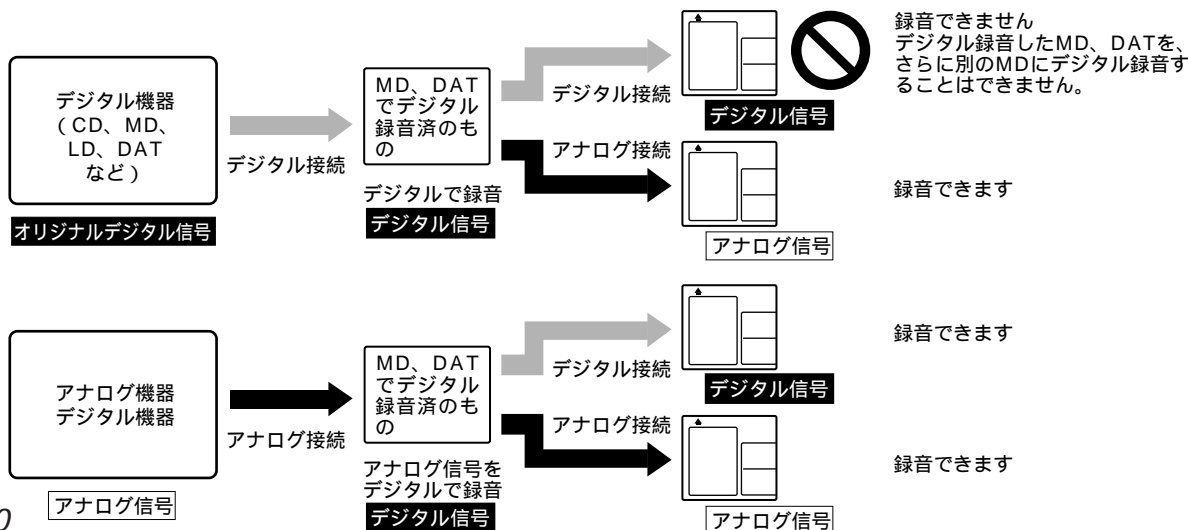 デジタル機器
(CD、MD、
LD、DAT
など)
オリジナルデジタル信号
デジタル接続
MD、DAT
でデジタル
録音済のも
の
デジタルで録音
デジタル信号
デジタル接続
デジタル信号
録音できません
デジタル録音したMD、DATを、
さらに別のMDにデジタル録音す
ることはできません。
アナログ接続
アナログ信号
録音できます
アナログ機器
デジタル機器
アナログ信号
アナログ接続
MD、DAT
でデジタル
録音済のも
の
アナログ信号を
デジタルで録音
デジタル信号
デジタル接続
デジタル信号
録音できます
アナログ接続
アナログ信号
録音できます